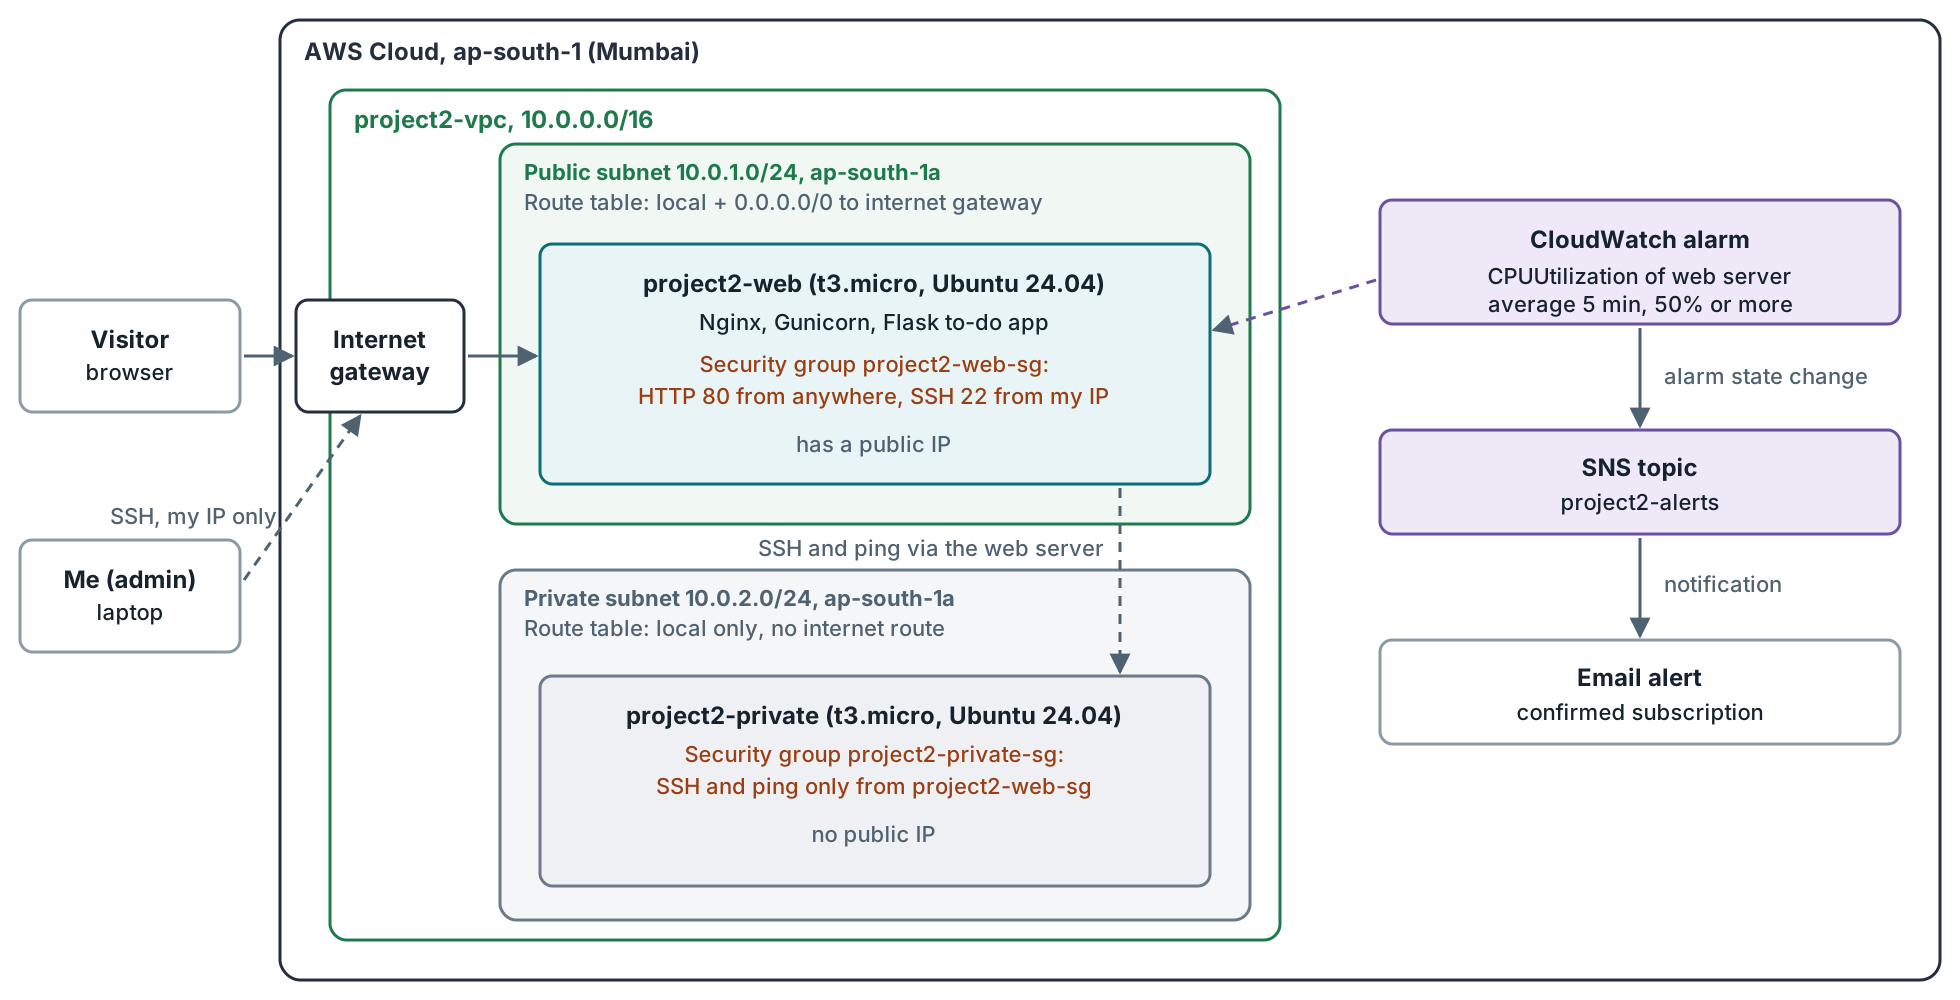 AWS Cloud, ap-south-1 (Mumbai)
project2-vpc, 10.0.0.0/16
Public subnet 10.0.1.0/24, ap-south-1a
Route table: local + 0.0.0.0/0 to internet gateway
project2-web (t3.micro, Ubuntu 24.04)
Nginx, Gunicorn, Flask to-do app
Security group project2-web-sg:
HTTP 80 from anywhere, SSH 22 from my IP
has a public IP
Visitor
browser
Internet
gateway
SSH, my IP only
Me (admin)
laptop
SSH and ping via the web server
Private subnet 10.0.2.0/24, ap-south-1a
Route table: local only, no internet route
project2-private (t3.micro, Ubuntu 24.04)
Security group project2-private-sg:
SSH and ping only from project2-web-sg
no public IP
CloudWatch alarm
CPUUtilization of web server
average 5 min, 50% or more
alarm state change
SNS topic
project2-alerts
notification
Email alert
confirmed subscription